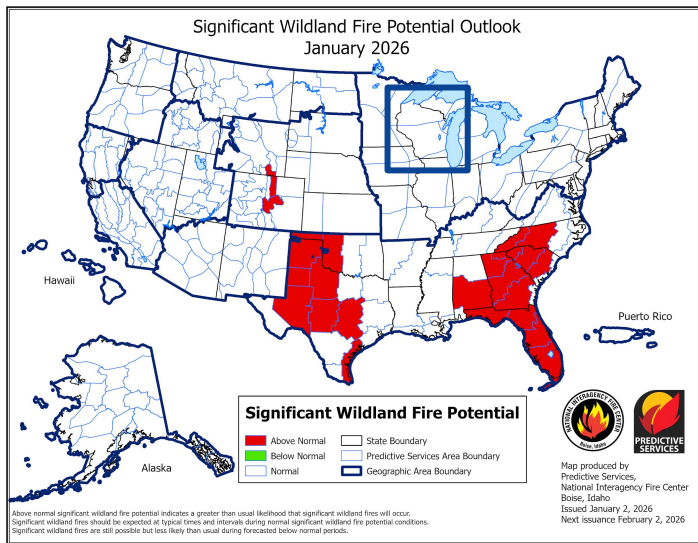 Significant Wildland Fire Potential Outlook
January 2026
Hawaii
Puerto Rico
Alaska
Significant Wildland Fire Potential
Above Normal
Below Normal
Normal
State Boundary
Predictive Services Area Boundary
Geographic Area Boundary
NATIONAL INTERAGENCY FIRE CENTER
Boise, Idaho
PREDICTIVE
SERVICES
Map produced by
Predictive Services,
National Interagency Fire Center
Boise, Idaho
Issued January 2, 2026
Next issuance February 2, 2026
Above normal significant wildland fire potential indicates a greater than usual likelihood that significant wildland fires will occur.
Significant wildland fires should be expected at typical times and intervals during normal significant wildland fire potential conditions.
Significant wildland fires are still possible but less likely than usual during forecasted below normal periods.